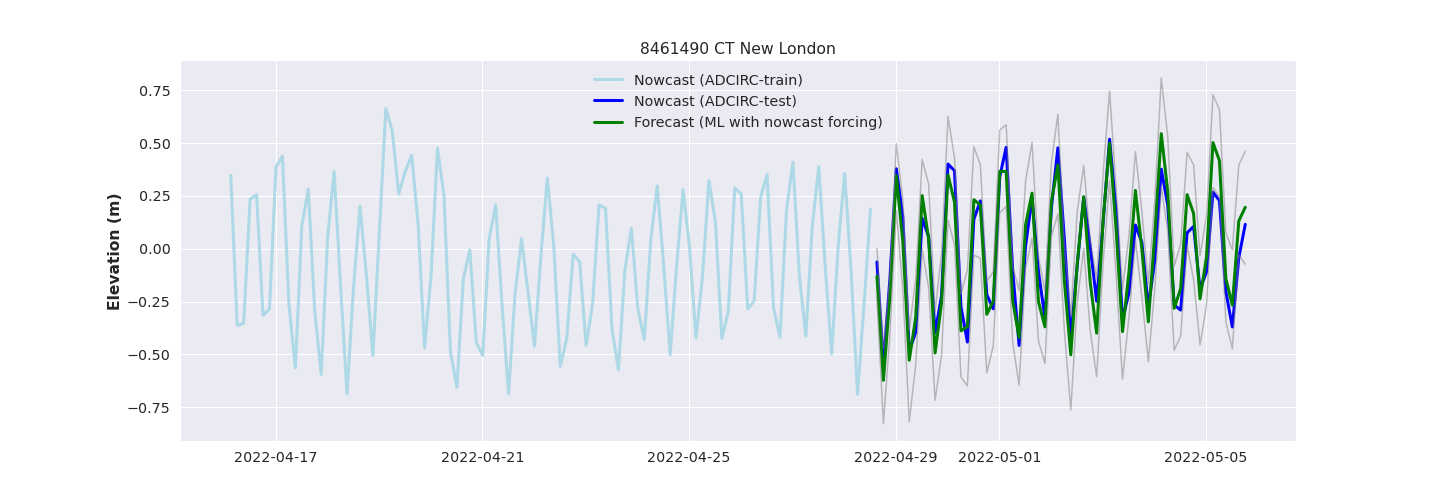 8461490 CT New London
Nowcast (ADCIRC-train)
Nowcast (ADCIRC-test)
Forecast (ML with nowcast forcing)
Elevation (m)
0.75
0.50
0.25
0.00
−0.25
−0.50
−0.75
2022-04-17 2022-04-21 2022-04-25 2022-04-29 2022-05-01 2022-05-05